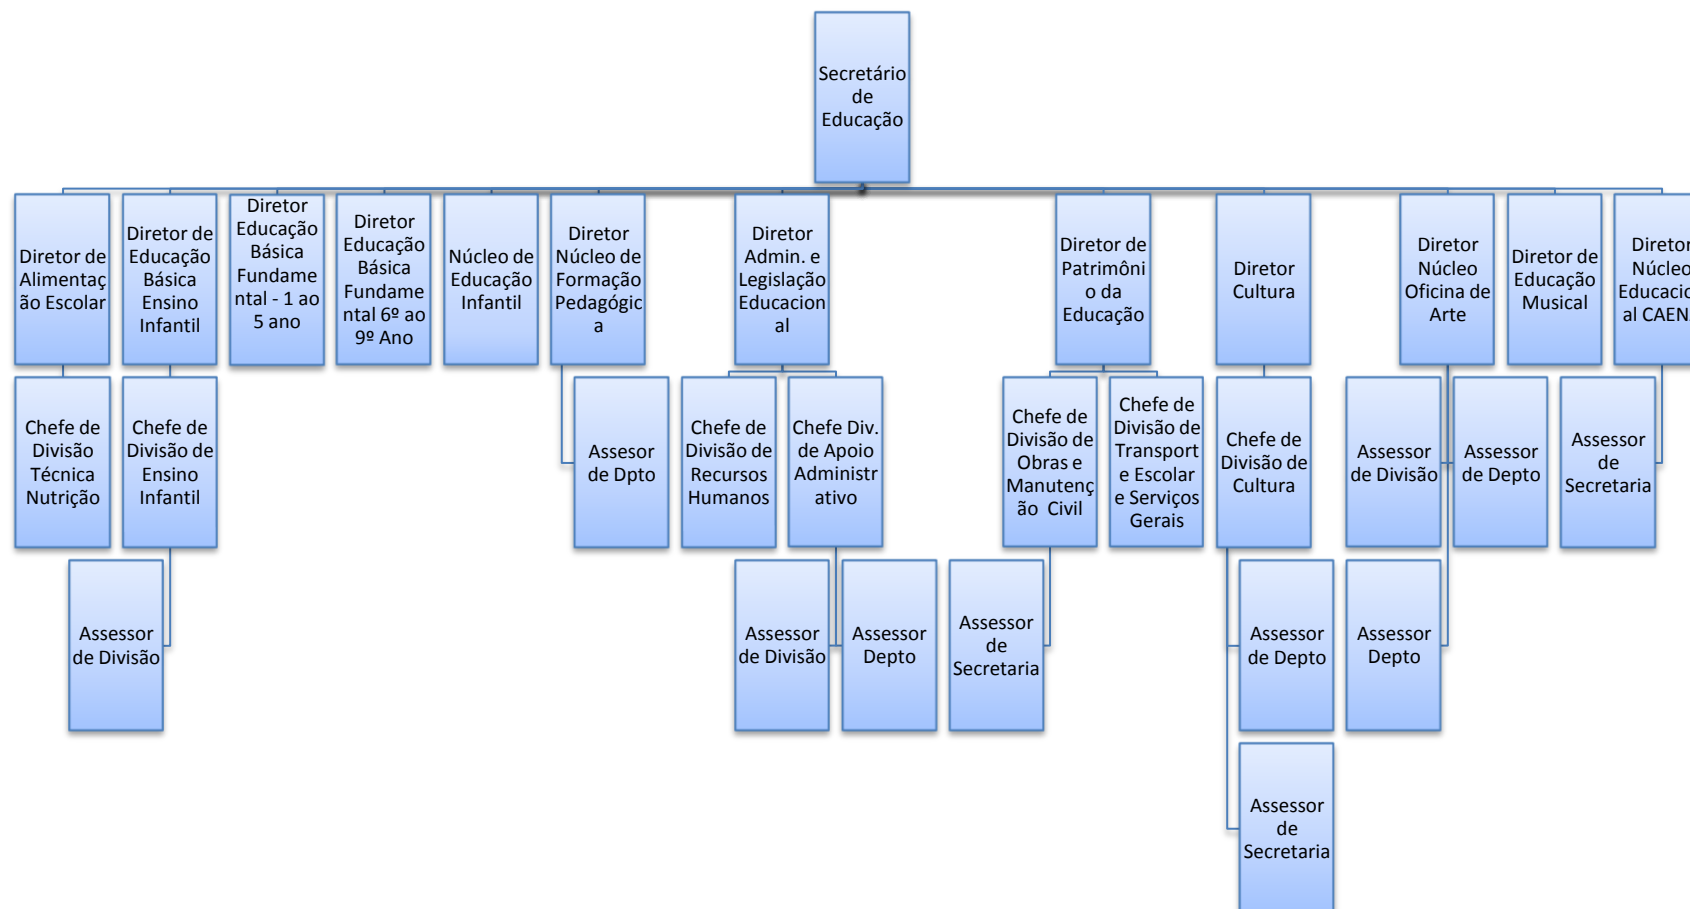 Secretário
de
Educação
Diretor de
Alimentaç
ão Escolar
Diretor de
Educação
Básica
Ensino
Infantil
Diretor
Educação
Básica
Fundame
ntal - 1 ao
5 ano
Diretor
Educação
Básica
Fundame
ntal 6º ao
9º Ano
Núcleo de
Educação
Infantil
Diretor
Núcleo de
Formação
Pedagógic
a
Diretor
Admin. e
Legislação
Educacion
al
Diretor de
Patrimôni
o da
Educação
Diretor
Cultura
Diretor
Núcleo
Oficina de
Arte
Diretor de
Educação
Musical
Diretor
Núcleo
Educacion
al CAEN
Chefe de
Divisão
Técnica
Nutrição
Chefe de
Divisão de
Ensino
Infantil
Assessor
de Dpto
Chefe de
Divisão de
Recursos
Humanos
Chefe Div.
de Apoio
Administr
ativo
Chefe de
Divisão de
Obras e
Manutenç
ão Civil
Chefe de
Divisão de
Transport
e Escolar
e Serviços
Gerais
Chefe de
Divisão de
Cultura
Assessor
de Divisão
Assessor
de Depto
Assessor
de
Secretaria
Assessor
de Divisão
Assessor
de Divisão
Assessor
Depto
Assessor
de
Secretaria
Assessor
de Depto
Assessor
Depto
Assessor
de
Secretaria